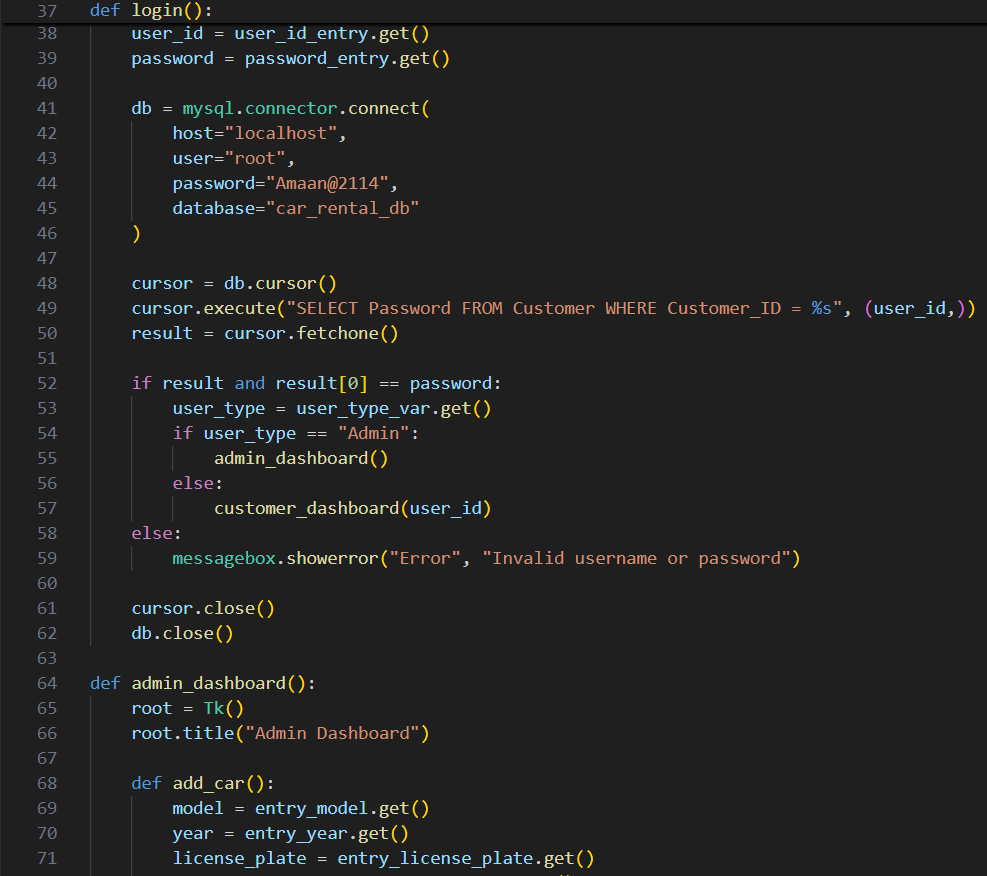 37 def login():
38 user_id = user_id_entry.get()
39 password = password_entry.get()
40
41 db = mysql.connector.connect(
42 host="localhost",
43 user="root",
44 password="Amaan@2114",
45 database="car_rental_db"
46 )
47
48 cursor = db.cursor()
49 cursor.execute("SELECT Password FROM Customer WHERE Customer_ID = %s", (user_id,))
50 result = cursor.fetchone()
51
52 if result and result[0] == password:
53 user_type = user_type_var.get()
54 if user_type == "Admin":
55 admin_dashboard()
56 else:
57 customer_dashboard(user_id)
58 else:
59 messagebox.showerror("Error", "Invalid username or password")
60
61 cursor.close()
62 db.close()
63
64 def admin_dashboard():
65 root = Tk()
66 root.title("Admin Dashboard")
67
68 def add_car():
69 model = entry_model.get()
70 year = entry_year.get()
71 license_plate = entry_license_plate.get()